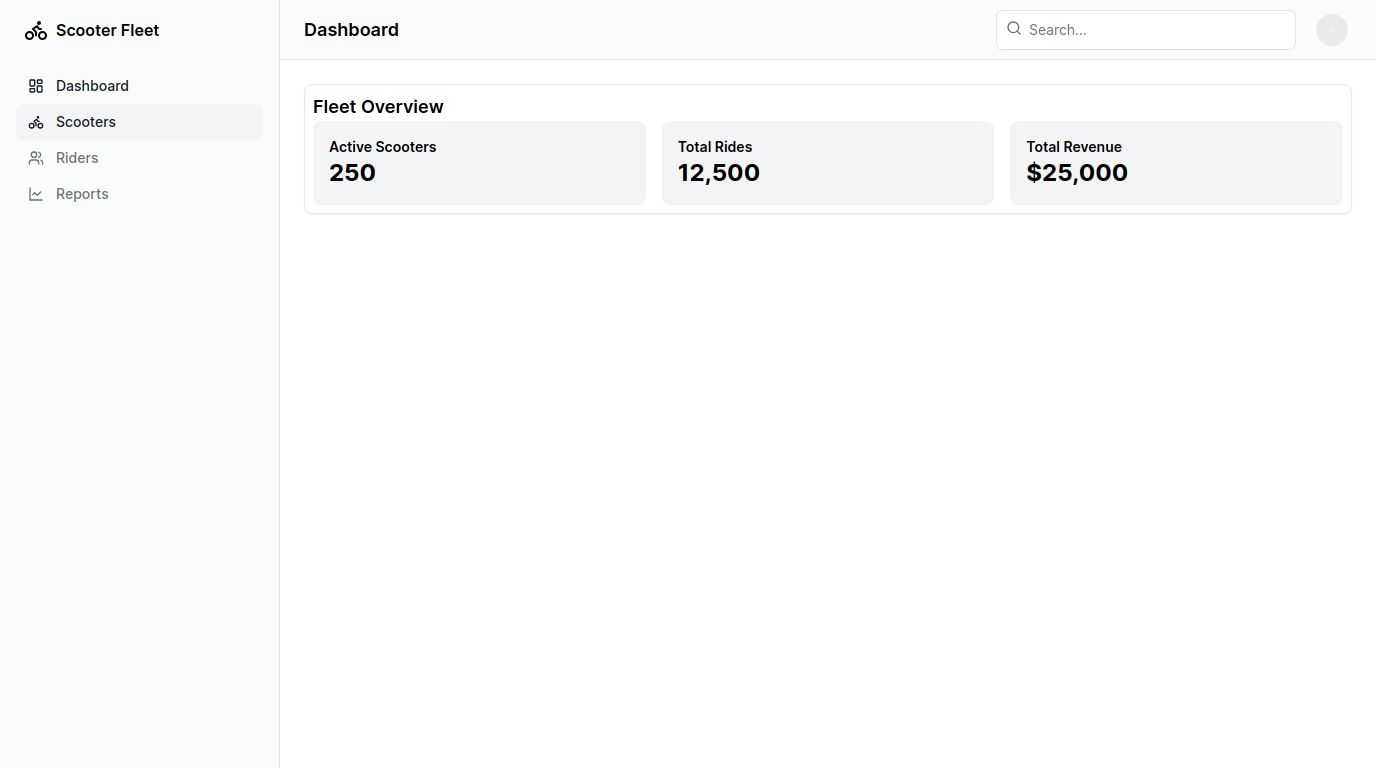 Scooter Fleet
Dashboard
Scooters
Riders
Reports
Dashboard
Search...
Fleet Overview
Active Scooters
250
Total Rides
12,500
Total Revenue
$25,000